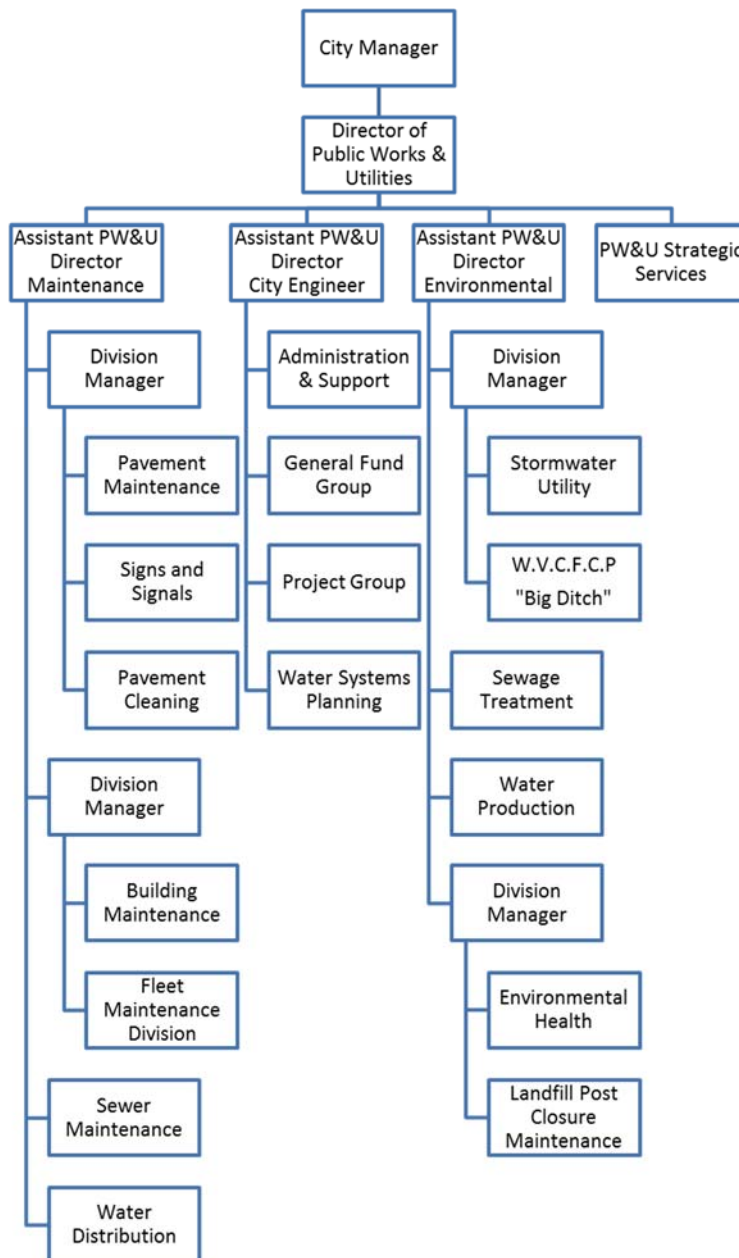 City Manager
Director of
Public Works &
Utilities
Assistant PW&U
Director
Maintenance
Assistant PW&U
Director
City Engineer
Assistant PW&U
Director
Environmental
PW&U Strategic
Services
Division
Manager
Pavement
Maintenance
Signs and
Signals
Pavement
Cleaning
Division
Manager
Building
Maintenance
Fleet
Maintenance
Division
Sewer
Maintenance
Water
Distribution
Administration
& Support
General Fund
Group
Project Group
Water Systems
Planning
Division
Manager
Stormwater
Utility
W.V.C.F.C.P
"Big Ditch"
Sewage
Treatment
Water
Production
Division
Manager
Environmental
Health
Landfill Post
Closure
Maintenance